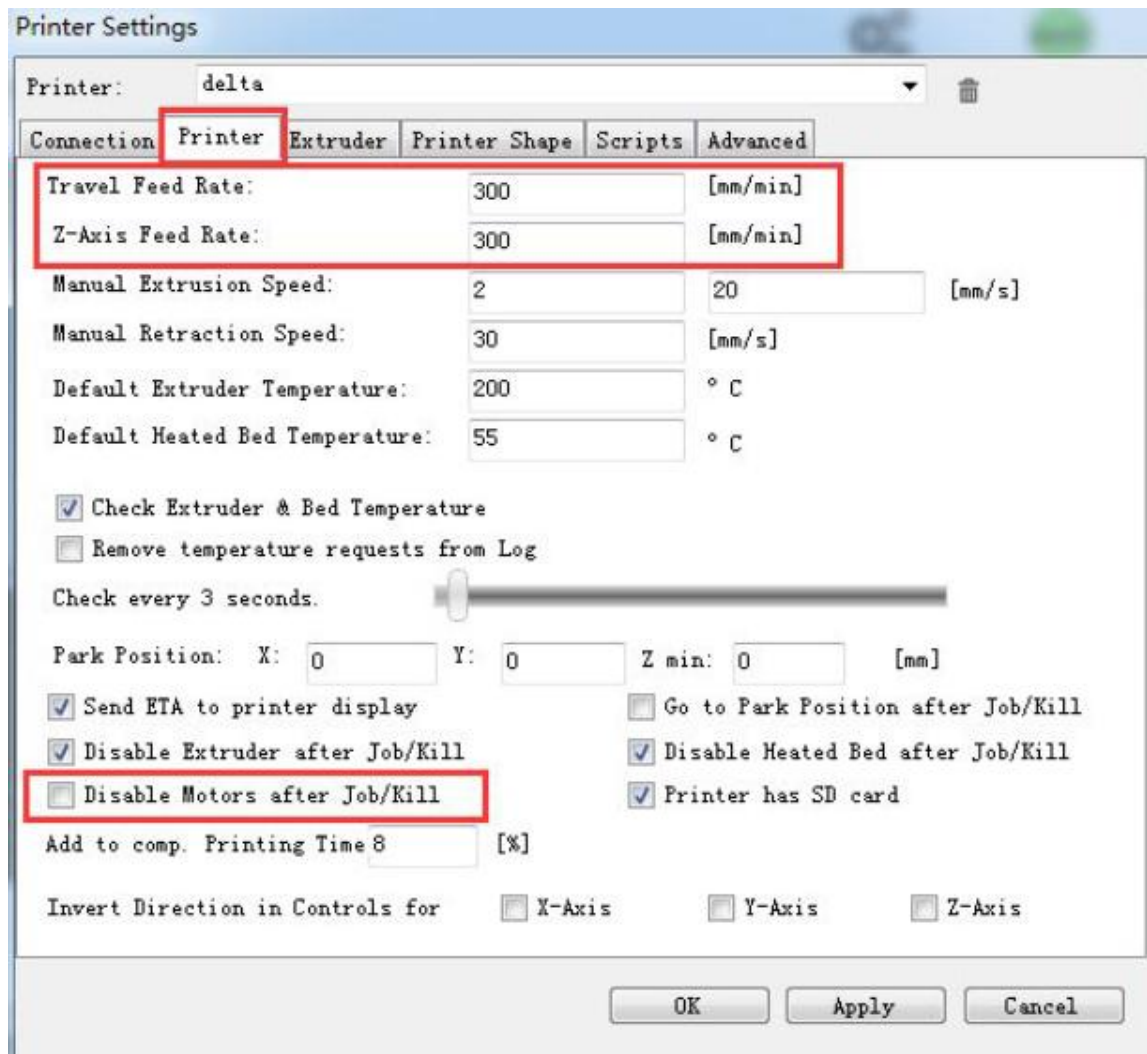 Printer Settings
Printer: delta
Connection Printer Extruder Printer Shape Scripts Advanced
Travel Feed Rate: 300 [mm/min]
Z-Axis Feed Rate: 300 [mm/min]
Manual Extrusion Speed: 2 20 [mm/s]
Manual Retraction Speed: 30 [mm/s]
Default Extruder Temperature: 200 ° C
Default Heated Bed Temperature: 55 ° C
Check Extruder & Bed Temperature
Remove temperature requests from Log
Check every 3 seconds.
Park Position: X: 0 Y: 0 Z min: 0 [mm]
Send ETA to printer display Go to Park Position after Job/Kill
Disable Extruder after Job/Kill Disable Heated Bed after Job/Kill
Disable Motors after Job/Kill Printer has SD card
Add to comp. Printing Time 8 [%]
Invert Direction in Controls for X-Axis Y-Axis Z-Axis
OK Apply Cancel